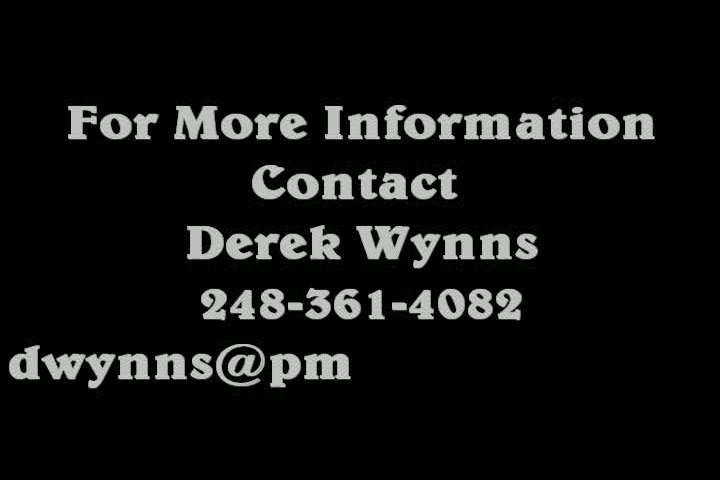 For More Information
Contact
Derek Wynns
248-361-4082
dwynns@pm